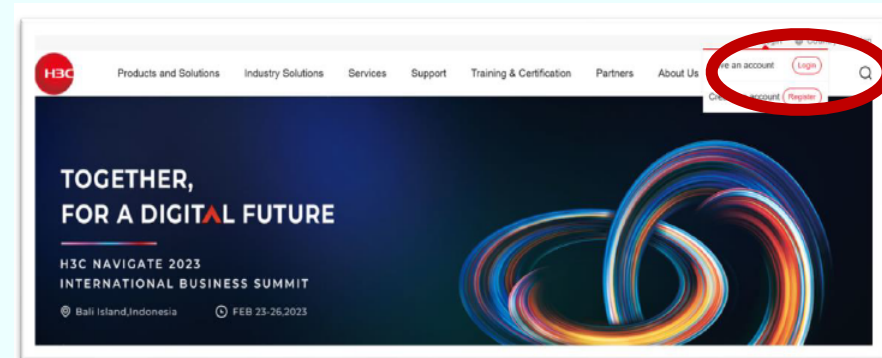 H3C
Products and Solutions Industry Solutions Services Support Training & Certification Partners About Us
an account Login
account Register
TOGETHER,
FOR A DIGITAL FUTURE
H3C NAVIGATE 2023
INTERNATIONAL BUSINESS SUMMIT
Bali Island,Indonesia FEB 23-26,2023